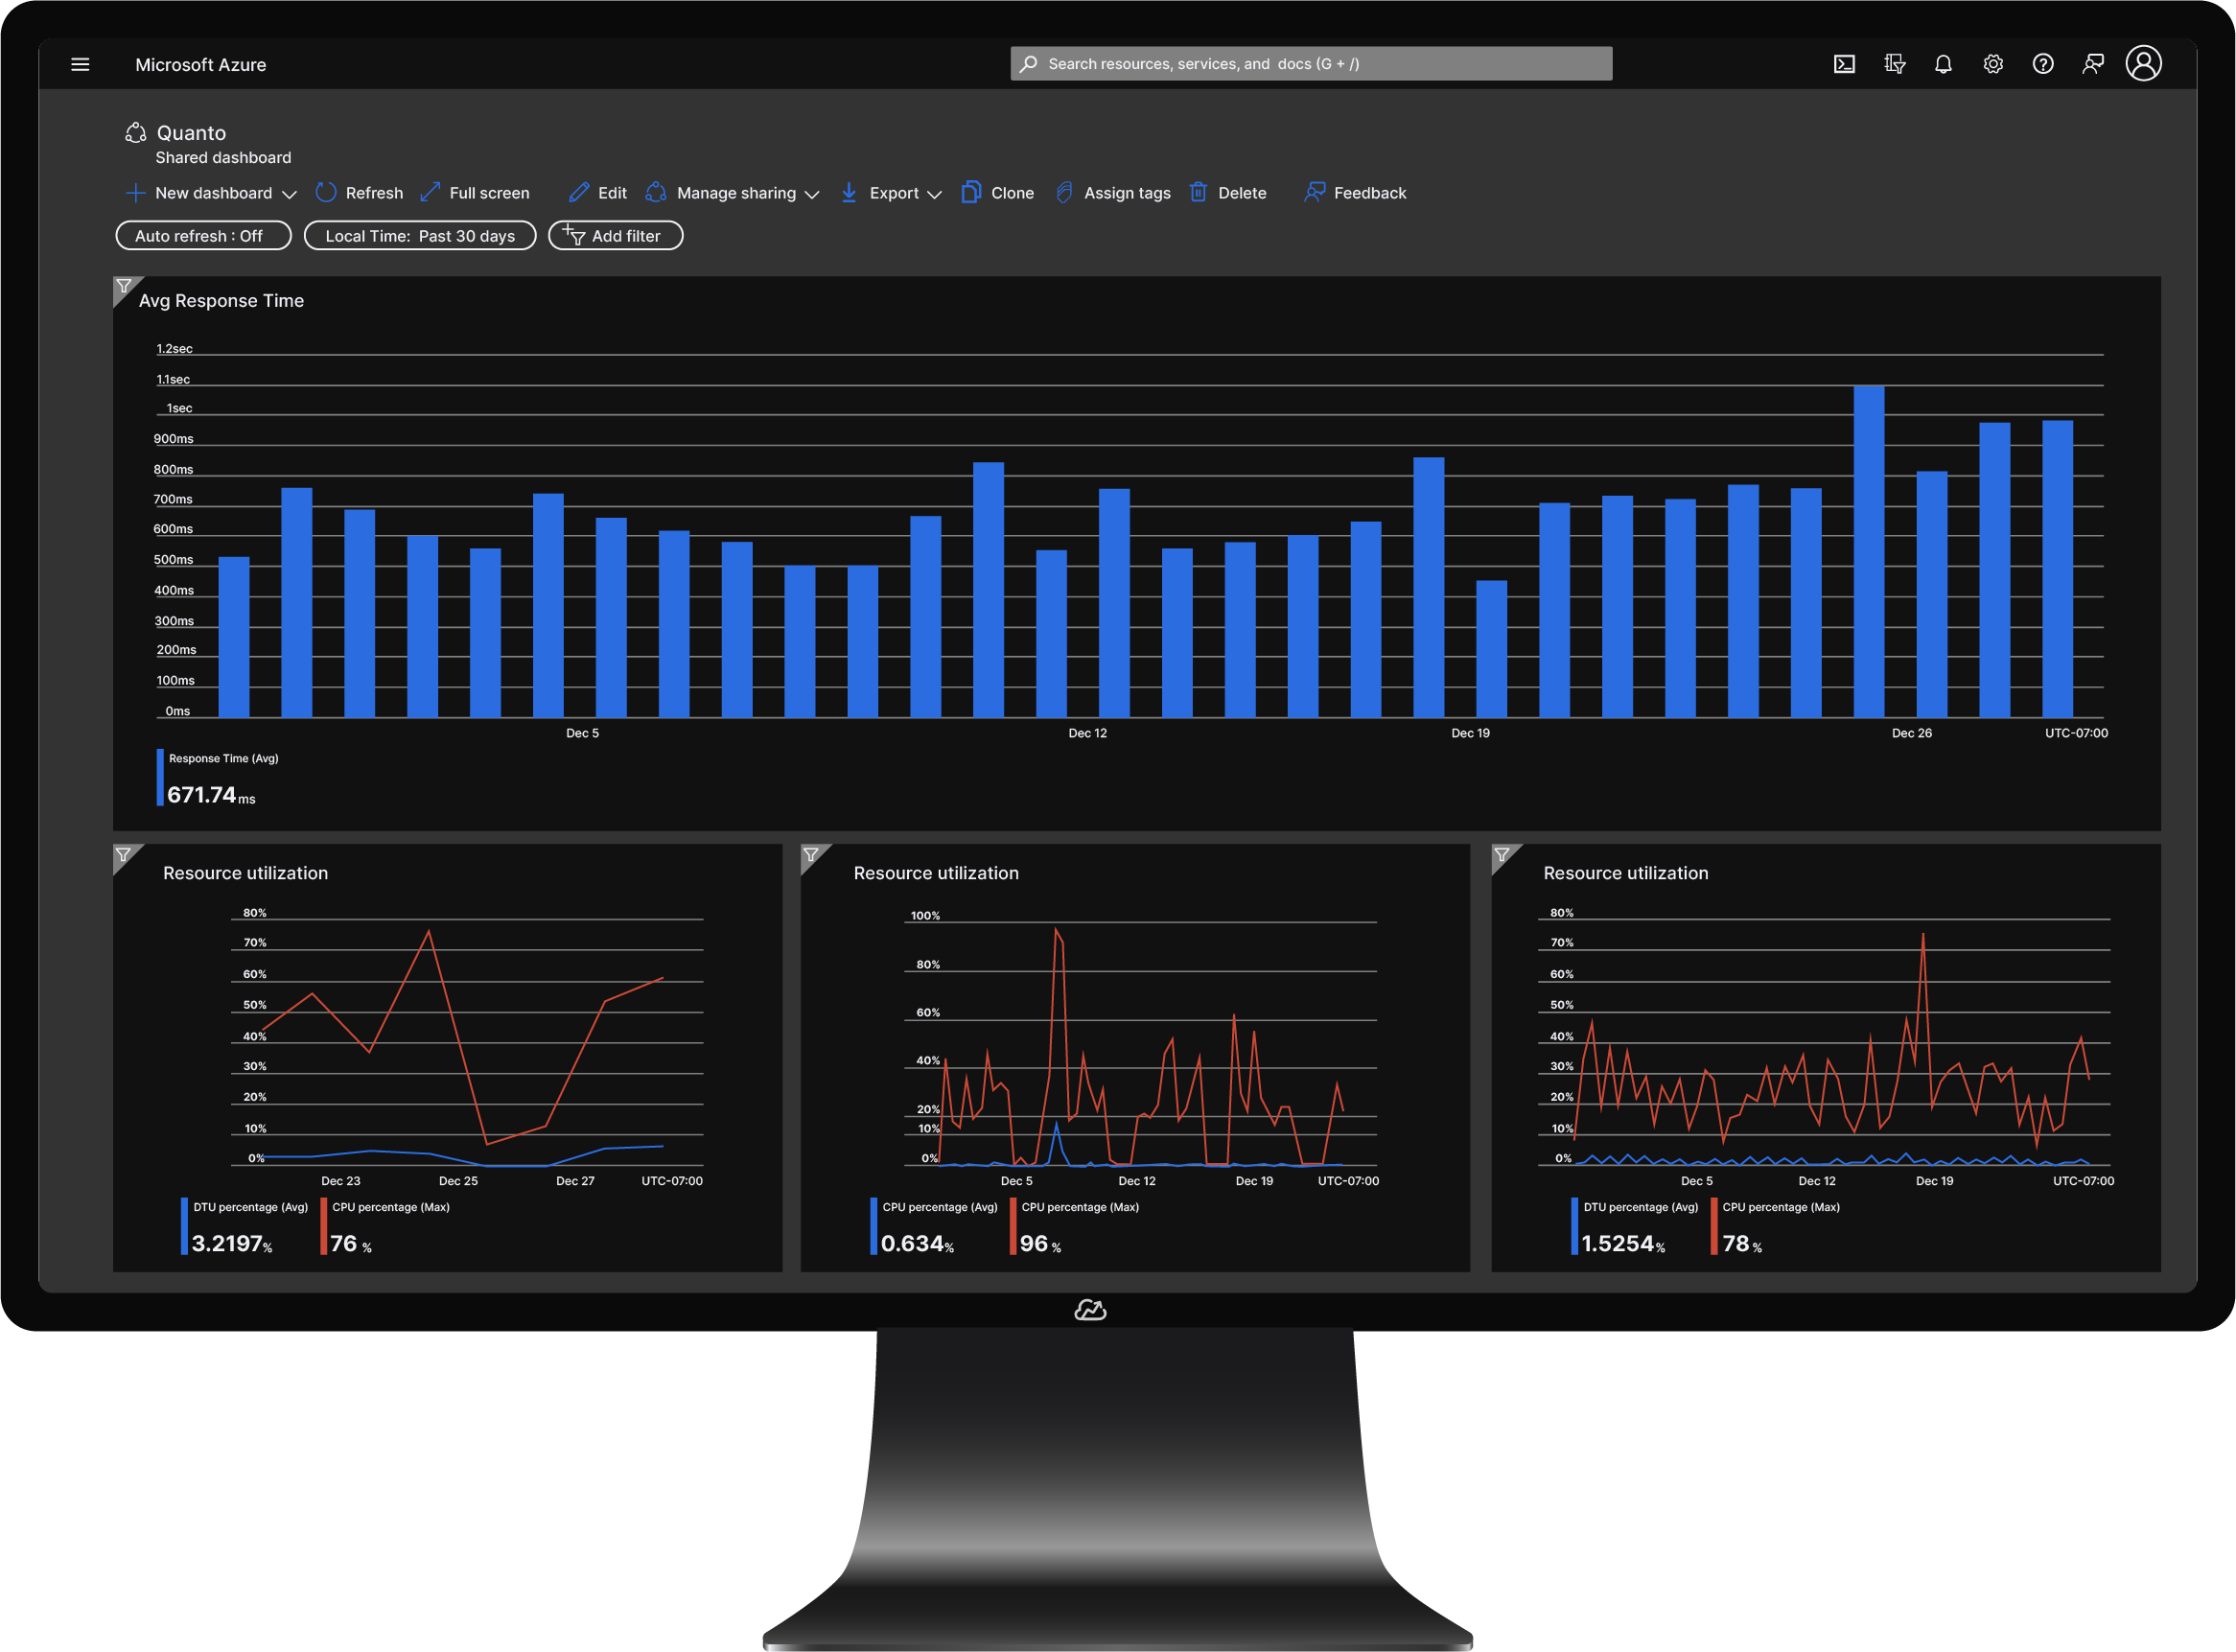 Microsoft Azure
Search resources, services, and docs (G + /)
Quanto
Shared dashboard
New dashboard
Refresh
Full screen
Edit
Manage sharing
Export
Clone
Assign tags
Delete
Feedback
Auto refresh : Off
Local Time: Past 30 days
Add filter
Avg Response Time
1.2sec
1.1sec
1sec
900ms
800ms
700ms
600ms
500ms
400ms
300ms
200ms
100ms
0ms
Dec 5
Dec 12
Dec 19
Dec 26
UTC-07:00
Response Time (Avg)
671.74 ms
Resource utilization
80%
70%
60%
50%
40%
30%
20%
10%
0%
Dec 23
Dec 25
Dec 27
UTC-07:00
DTU percentage (Avg)
3.2197%
CPU percentage (Max)
76 %
Resource utilization
100%
80%
60%
40%
20%
10%
0%
Dec 5
Dec 12
Dec 19
UTC-07:00
CPU percentage (Avg)
0.634%
CPU percentage (Max)
96 %
Resource utilization
80%
70%
60%
50%
40%
30%
20%
10%
0%
Dec 5
Dec 12
Dec 19
UTC-07:00
DTU percentage (Avg)
1.5254%
CPU percentage (Max)
78 %